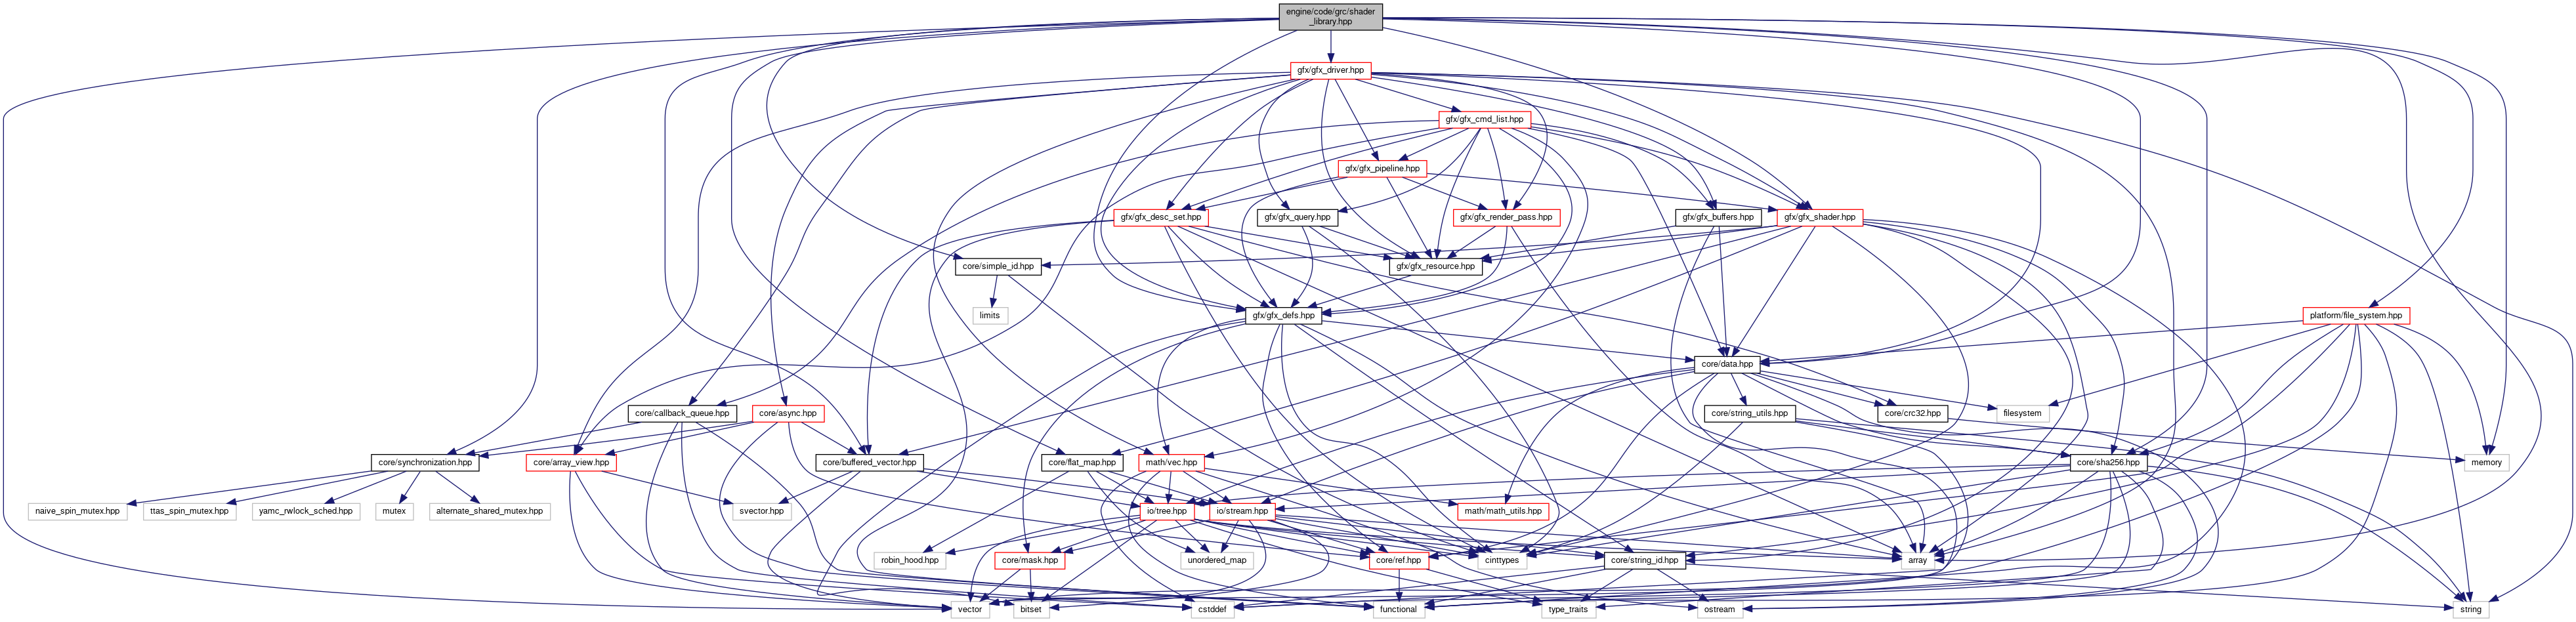 engine/code/grc/shader
_library.hpp
gfx/gfx_driver.hpp
gfx/gfx_cmd_list.hpp
gfx/gfx_pipeline.hpp
gfx/gfx_desc_set.hpp
gfx/gfx_query.hpp
gfx/gfx_render_pass.hpp
gfx/gfx_buffers.hpp
gfx/gfx_shader.hpp
core/simple_id.hpp
gfx/gfx_resource.hpp
limits
gfx/gfx_defs.hpp
platform/file_system.hpp
core/data.hpp
core/callback_queue.hpp
core/async.hpp
core/string_utils.hpp
core/crc32.hpp
filesystem
core/synchronization.hpp
core/array_view.hpp
core/buffered_vector.hpp
core/flat_map.hpp
math/vec.hpp
core/sha256.hpp
memory
naive_spin_mutex.hpp
ttas_spin_mutex.hpp
yamc_rwlock_sched.hpp
mutex
alternate_shared_mutex.hpp
svector.hpp
io/tree.hpp
io/stream.hpp
math/math_utils.hpp
robin_hood.hpp
core/mask.hpp
unordered_map
core/ref.hpp
cinttypes
core/string_id.hpp
array
vector
bitset
cstddef
functional
type_traits
ostream
string